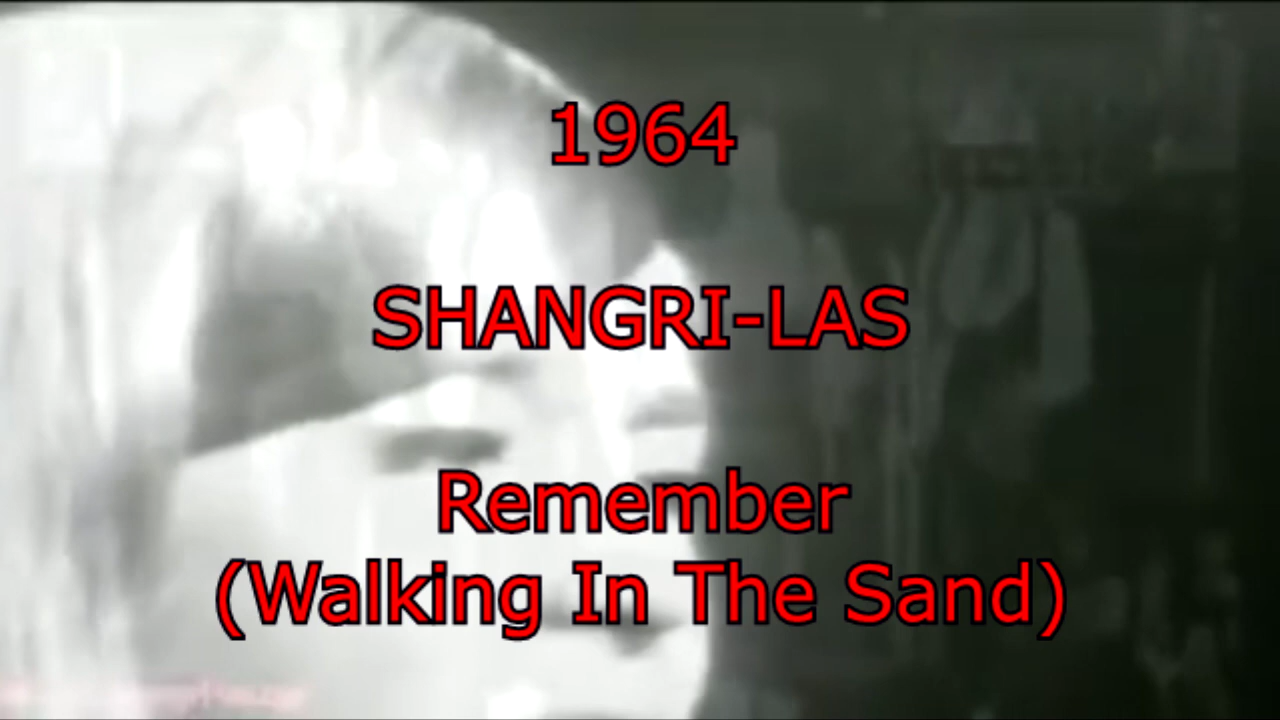 1964
SHANGRI-LAS
Remember
(Walking In The Sand)